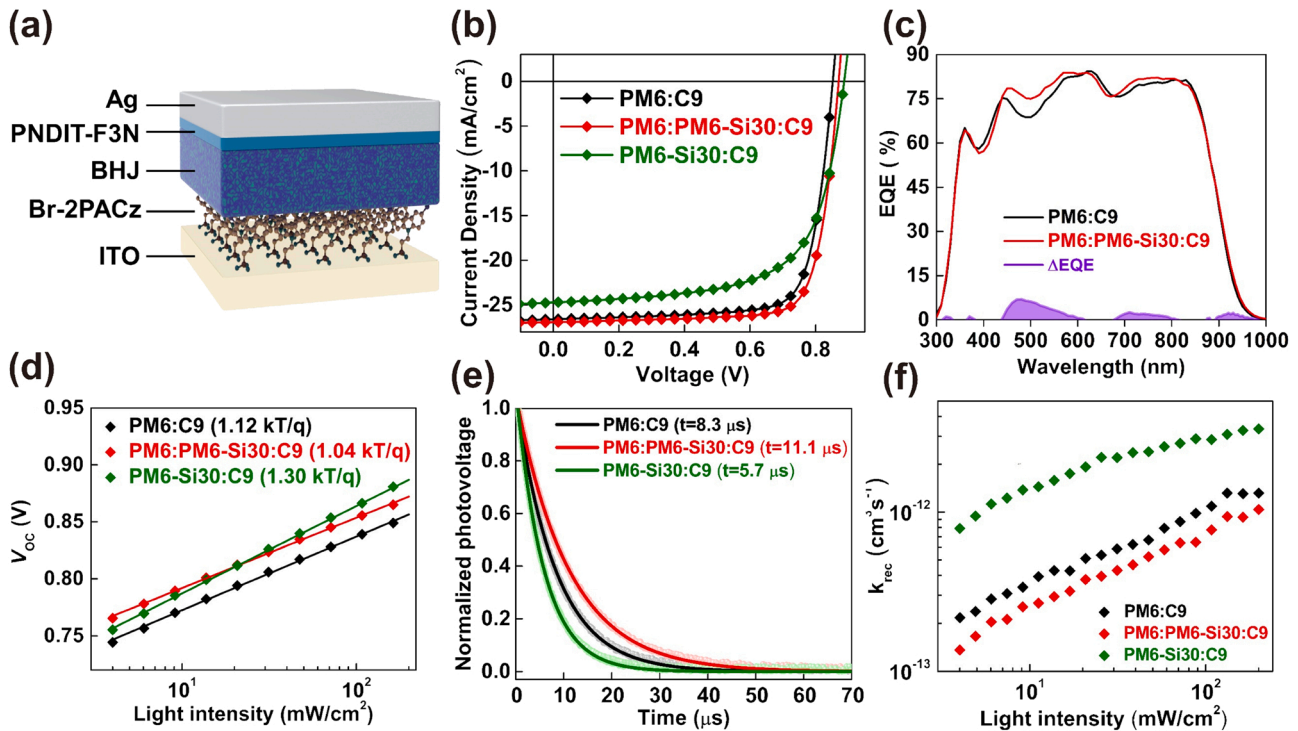 (a)
Ag
PNDIT-F3N
BHJ
Br-2PACz
ITO
(b)
Current Density (mA/cm²)
0
-5
-10
-15
-20
-25
PM6:C9
PM6:PM6-Si30:C9
PM6-Si30:C9
0.0 0.2 0.4 0.6 0.8
Voltage (V)
(c)
EQE ( %)
90
75
60
45
30
15
0
PM6:C9
PM6:PM6-Si30:C9
ΔEQE
300 400 500 600 700 800 900 1000
Wavelength (nm)
(d)
V_OC (V)
0.95
0.90
0.85
0.80
0.75
PM6:C9 (1.12 kT/q)
PM6:PM6-Si30:C9 (1.04 kT/q)
PM6-Si30:C9 (1.30 kT/q)
10¹ 10²
Light intensity (mW/cm²)
(e)
Normalized photovoltage
1.0
0.8
0.6
0.4
0.2
0.0
PM6:C9 (t=8.3 μs)
PM6:PM6-Si30:C9 (t=11.1 μs)
PM6-Si30:C9 (t=5.7 μs)
0 10 20 30 40 50 60 70
Time (μs)
(f)
k_rec (cm³s⁻¹)
10⁻¹²
10⁻¹³
PM6:C9
PM6:PM6-Si30:C9
PM6-Si30:C9
10¹ 10²
Light intensity (mW/cm²)